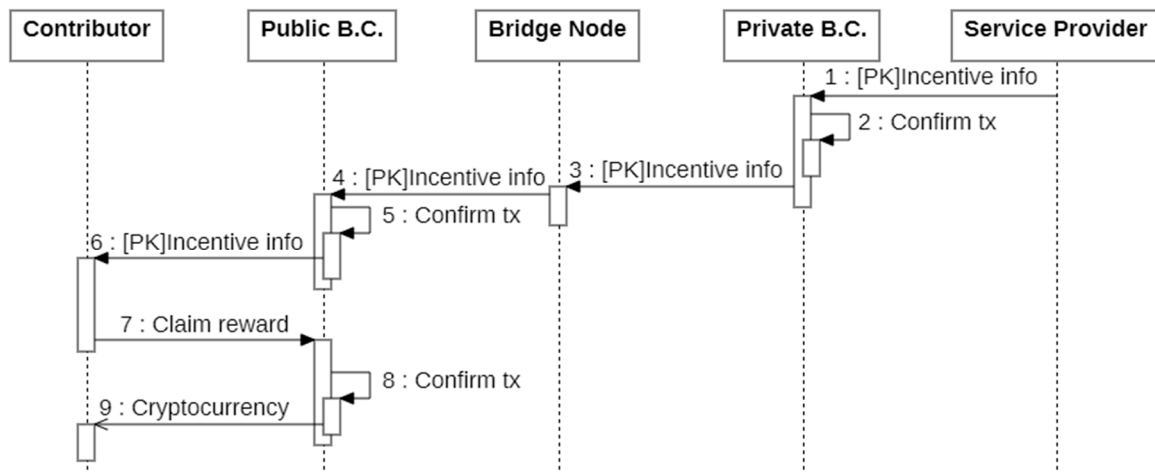 Contributor
Public B.C.
Bridge Node
Private B.C.
Service Provider
1 : [PK]Incentive info
2 : Confirm tx
3 : [PK]Incentive info
4 : [PK]Incentive info
5 : Confirm tx
6 : [PK]Incentive info
7 : Claim reward
8 : Confirm tx
9 : Cryptocurrency